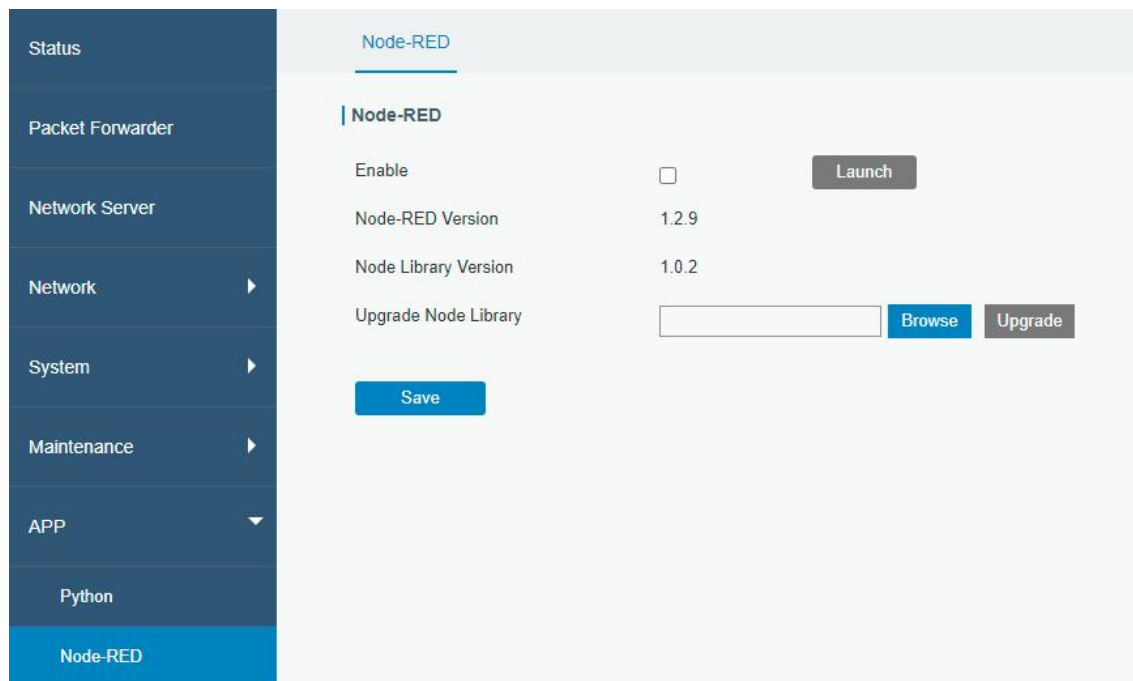 Status
Packet Forwarder
Network Server
Network
System
Maintenance
APP
Python
Node-RED
Node-RED
Node-RED
Enable Launch
Node-RED Version 1.2.9
Node Library Version 1.0.2
Upgrade Node Library Browse Upgrade
Save